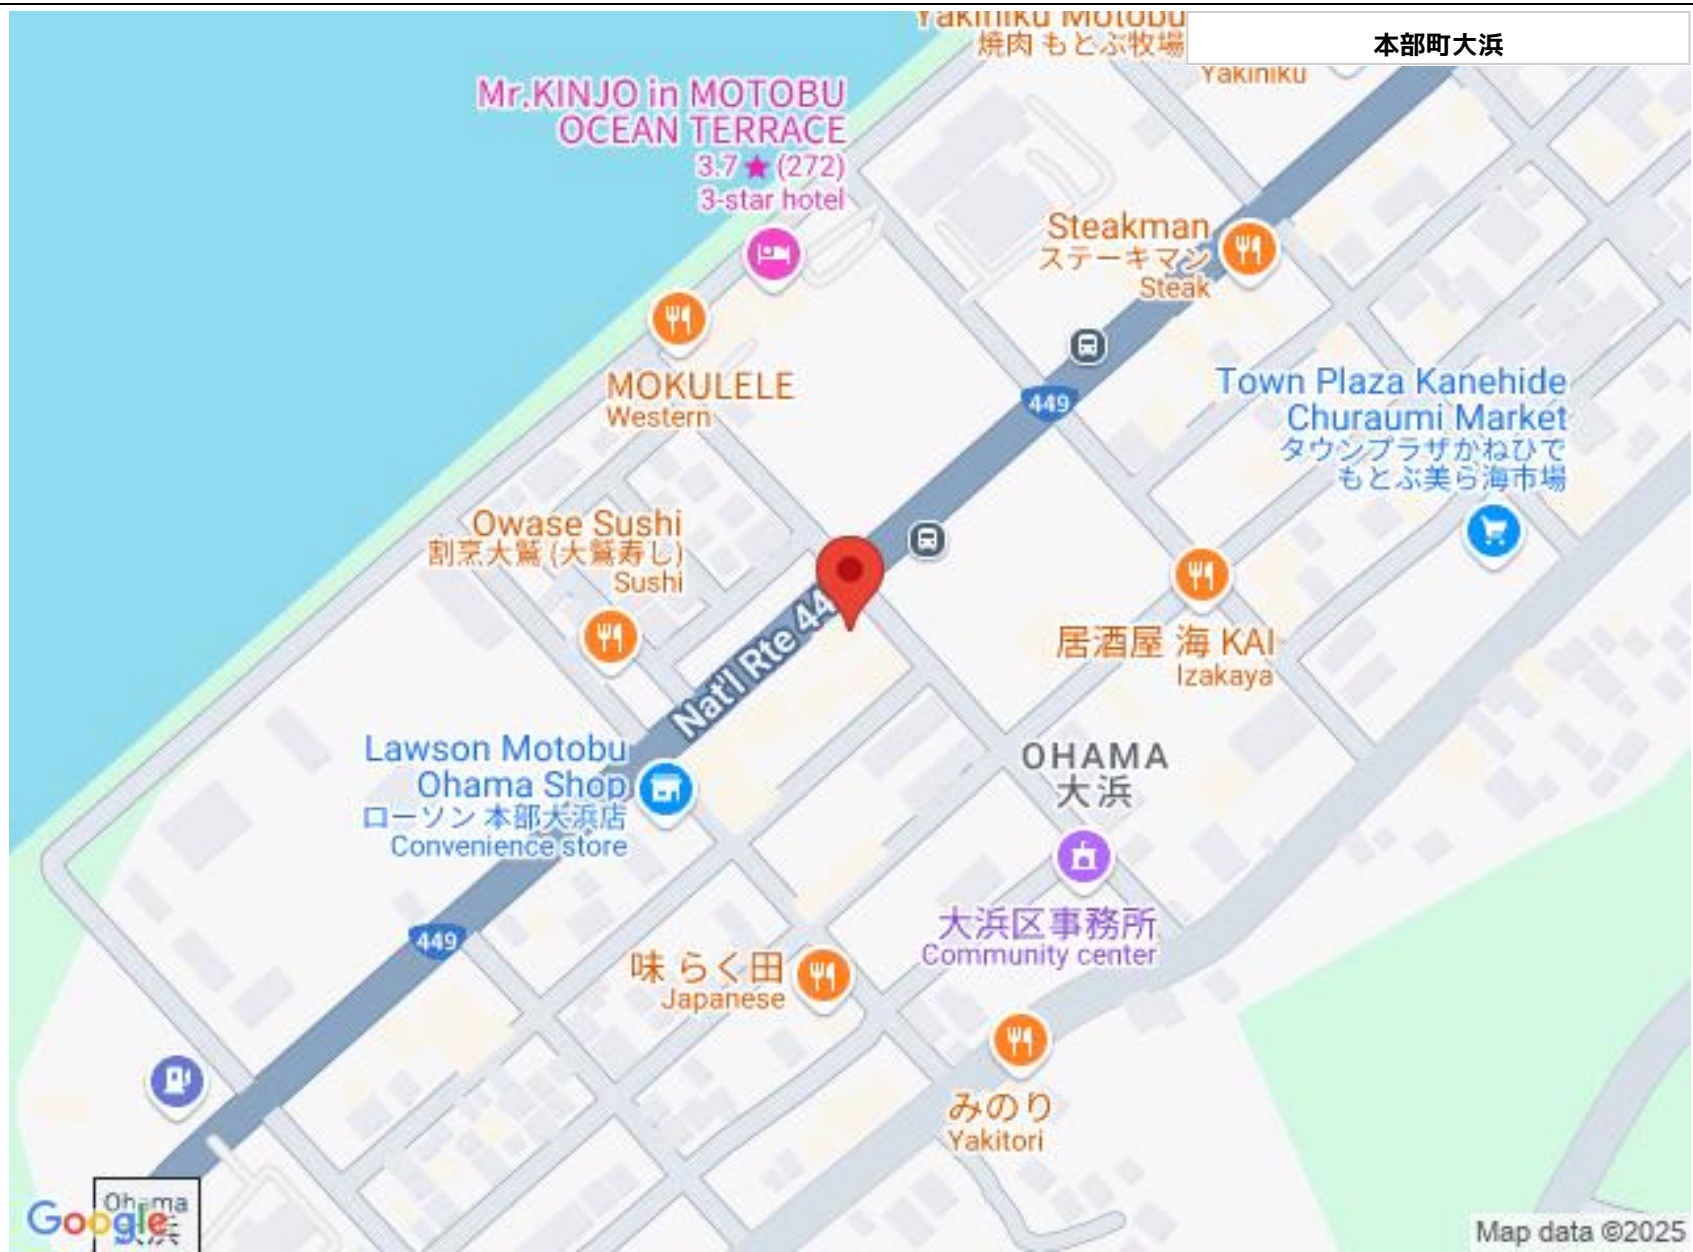 Yakiniku Motobu
焼肉 もとぶ牧場
Yakiniku
本部町大浜
Mr.KINJO in MOTOBU
OCEAN TERRACE
3.7★(272)
3-star hotel
Steakman
ステーキマン
Steak
MOKULELE
Western
449
Town Plaza Kanehide
Churaumi Market
タウンプラザかねひで
もとぶ美ら海市場
Owase Sushi
割烹大鷲 (大鷲寿し)
Sushi
Nat'l Rte 44
居酒屋 海 KAI
Izakaya
Lawson Motobu
Ohama Shop
ローソン 本部大浜店
Convenience store
OHAMA
大浜
大浜区事務所
Community center
449
味 らく田
Japanese
みのり
Yakitori
Ohama
Google
Map data ©2025